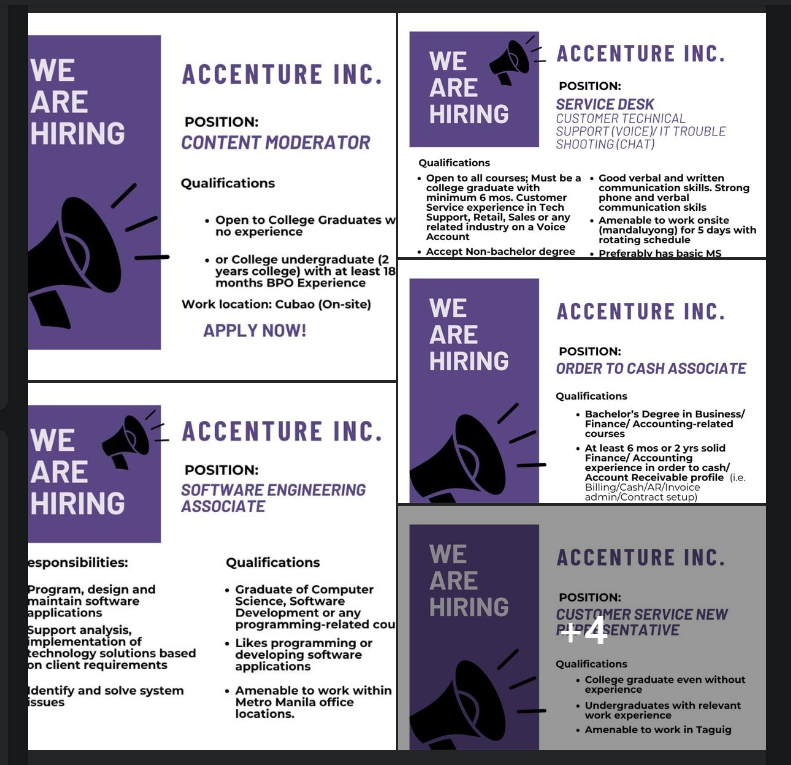 WE
ARE
HIRING
ACCENTURE INC.
POSITION:
CONTENT MODERATOR
Qualifications
• Open to College Graduates w
no experience
• or College undergraduate (2
years college) with at least 18
months BPO Experience
Work location: Cubao (On-site)
APPLY NOW!
WE
ARE
HIRING
ACCENTURE INC.
POSITION:
SERVICE DESK
CUSTOMER TECHNICAL
SUPPORT (VOICE)/ IT TROUBLE
SHOOTING (CHAT)
Qualifications
• Open to all courses; Must be a
college graduate with
minimum 6 mos. Customer
Service experience in Tech
Support, Retail, Sales or any
related industry on a Voice
Account
• Accept Non-bachelor degree
• Good verbal and written
communication skills. Strong
phone and verbal
communication skils
• Amenable to work onsite
(mandaluyong) for 5 days with
rotating schedule
• Preferably has basic MS
WE
ARE
HIRING
ACCENTURE INC.
POSITION:
SOFTWARE ENGINEERING
ASSOCIATE
esponsibilities:
Program, design and
maintain software
applications
Support analysis,
implementation of
technology solutions based
on client requirements
Identify and solve system
issues
Qualifications
• Graduate of Computer
Science, Software
Development or any
programming-related cou
• Likes programming or
developing software
applications
• Amenable to work within
Metro Manila office
locations.
WE
ARE
HIRING
ACCENTURE INC.
POSITION:
ORDER TO CASH ASSOCIATE
Qualifications
• Bachelor's Degree in Business/
Finance/ Accounting-related
courses
• At least 6 mos or 2 yrs solid
Finance/ Accounting
experience in order to cash/
Account Receivable profile (i.e.
Billing/Cash/AR/Invoice
admin/Contract setup)
WE
ARE
HIRING
ACCENTURE INC.
POSITION:
CUSTOMER SERVICE NEW
REPRESENTATIVE
+4
Qualifications
• College graduate even without
experience
• Undergraduates with relevant
work experience
• Amenable to work in Taguig